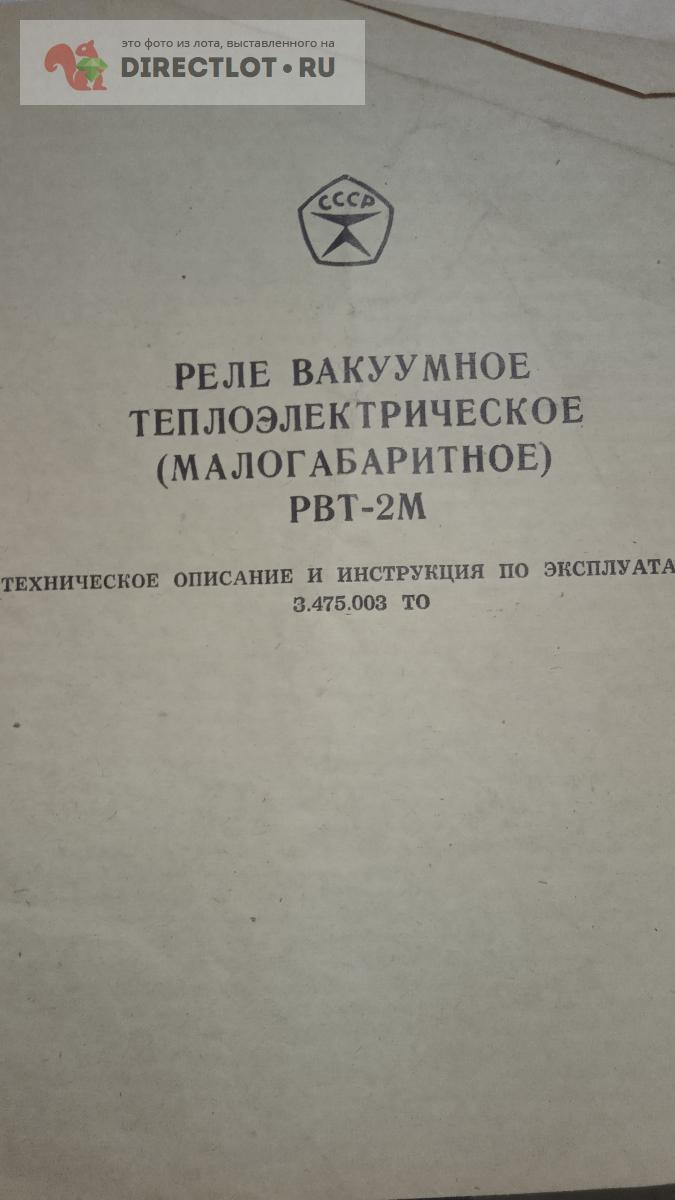 это фото из лота, выставленного на
DIRECTLOT.RU
СССР
РЕЛЕ ВАКУУМНОЕ
ТЕПЛОЭЛЕКТРИЧЕСКОЕ
(МАЛОГАБАРИТНОЕ)
РВТ-2М
ТЕХНИЧЕСКОЕ ОПИСАНИЕ И ИНСТРУКЦИЯ ПО ЭКСПЛУАТА
3.475.003 ТО